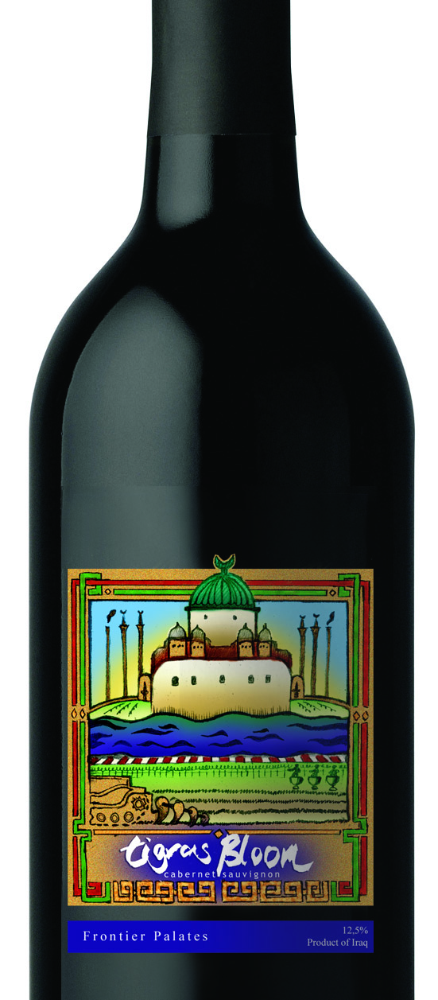 tigras Bloom
cabernet sauvignon
Frontier Palates
12,5%
Product of Iraq